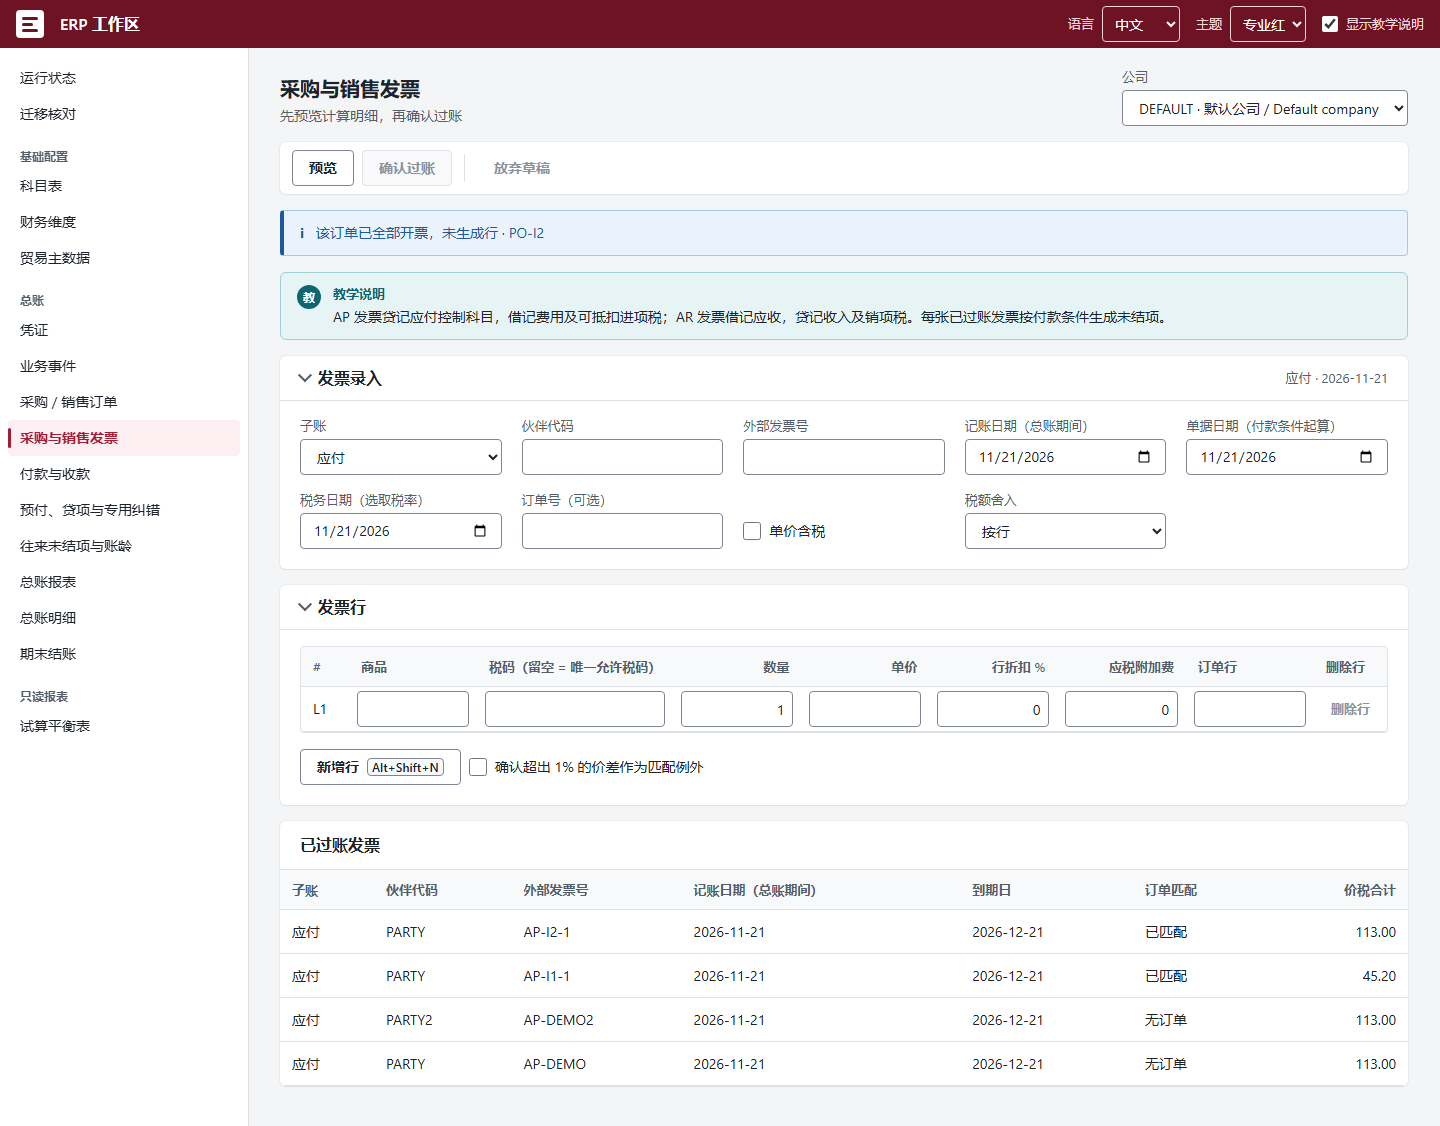 ERP 工作区
语言 中文 主题 专业红 显示教学说明
运行状态
迁移核对
基础配置
科目表
财务维度
贸易主数据
总账
凭证
业务事件
采购 / 销售订单
采购与销售发票
付款与收款
预付、贷项与专用纠错
往来未结项与账龄
总账报表
总账明细
期末结账
只读报表
试算平衡表
采购与销售发票
先预览计算明细，再确认过账
公司
DEFAULT · 默认公司 / Default company
预览 确认过账 放弃草稿
i 该订单已全部开票，未生成行 · PO-I2
教 教学说明
AP 发票贷记应付控制科目，借记费用及可抵扣进项税；AR 发票借记应收，贷记收入及销项税。每张已过账发票按付款条件生成未结项。
发票录入 应付 · 2026-11-21
子账 伙伴代码 外部发票号 记账日期（总账期间） 单据日期（付款条件起算）
应付 11/21/2026 11/21/2026
税务日期（选取税率） 订单号（可选） 税额舍入
11/21/2026 单价含税 按行
发票行
# 商品 税码（留空 = 唯一允许税码） 数量 单价 行折扣 % 应税附加费 订单行 删除行
L1 1 0 0 删除行
新增行 Alt+Shift+N 确认超出 1% 的价差作为匹配例外
已过账发票
子账 伙伴代码 外部发票号 记账日期（总账期间） 到期日 订单匹配 价税合计
应付 PARTY AP-I2-1 2026-11-21 2026-12-21 已匹配 113.00
应付 PARTY AP-I1-1 2026-11-21 2026-12-21 已匹配 45.20
应付 PARTY2 AP-DEMO2 2026-11-21 2026-12-21 无订单 113.00
应付 PARTY AP-DEMO 2026-11-21 2026-12-21 无订单 113.00